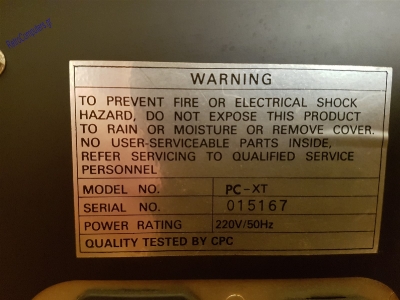 RetroComputers.gr
WARNING
TO PREVENT FIRE OR ELECTRICAL SHOCK
HAZARD, DO NOT EXPOSE THIS PRODUCT
TO RAIN OR MOISTURE OR REMOVE COVER.
NO USER-SERVICEABLE PARTS INSIDE,
REFER SERVICING TO QUALIFIED SERVICE
PERSONNEL
MODEL NO. PC-XT
SERIAL NO. 015167
POWER RATING 220V/50Hz
QUALITY TESTED BY CPC